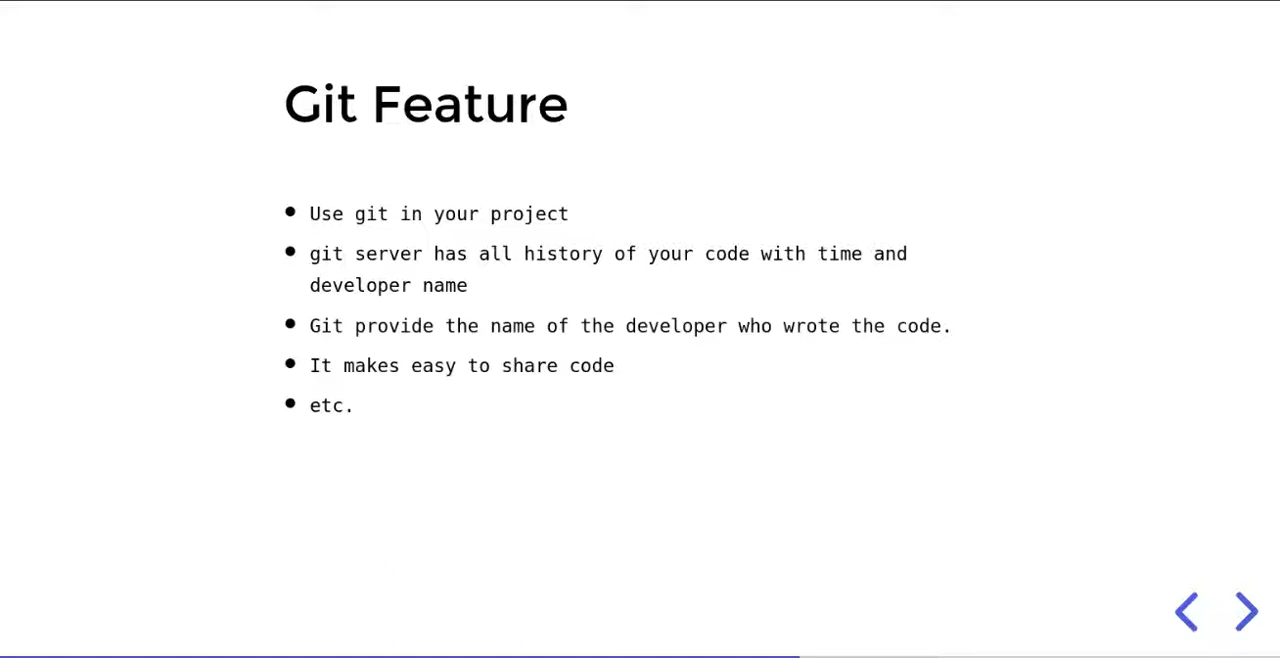 Git Feature
• Use git in your project
• git server has all history of your code with time and
developer name
• Git provide the name of the developer who wrote the code.
• It makes easy to share code
• etc.